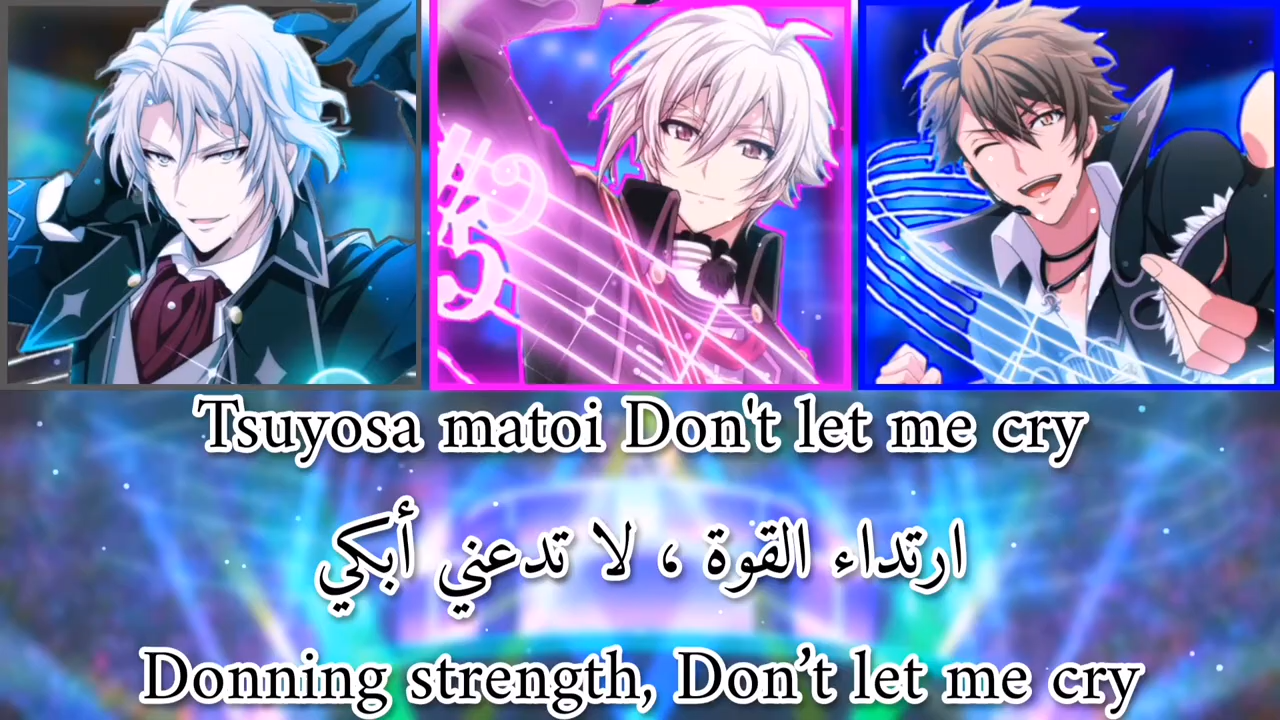 Tsuyosa matoi Don't let me cry
ارتداء القوة ، لا تدعني أبكي
Donning strength, Don’t let me cry